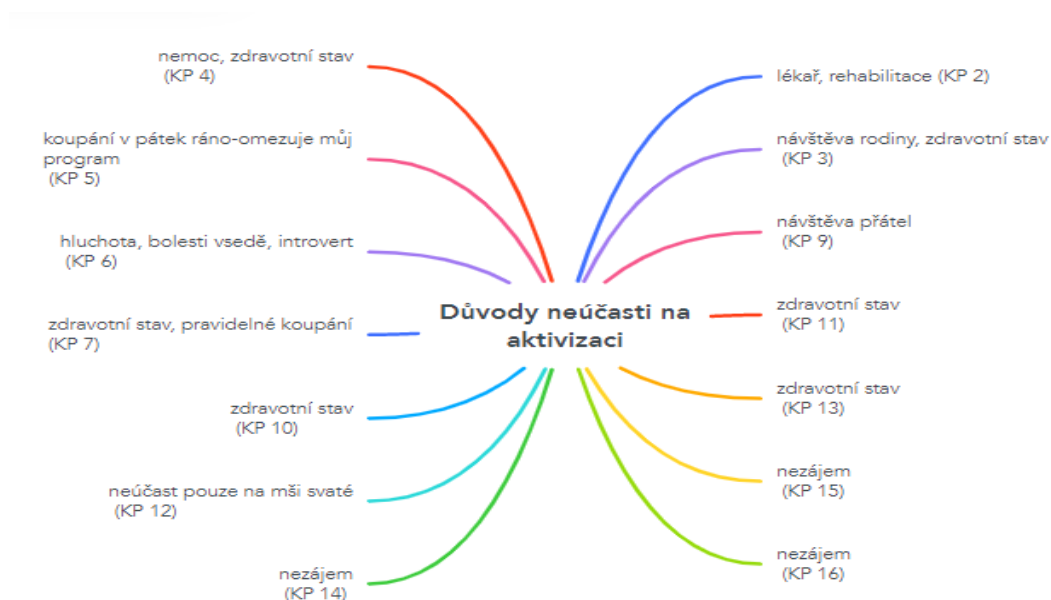 nemoc, zdravotní stav
(KP 4)
koupání v pátek ráno-omezuje můj
program
(KP 5)
hluchota, bolesti vsedě, introvert
(KP 6)
zdravotní stav, pravidelné koupání
(KP 7)
zdravotní stav
(KP 10)
neúčast pouze na mši svaté
(KP 12)
nezájem
(KP 14)
Důvody neúčasti na
aktivizaci
lékař, rehabilitace (KP 2)
návštěva rodiny, zdravotní stav
(KP 3)
návštěva přátel
(KP 9)
zdravotní stav
(KP 11)
zdravotní stav
(KP 13)
nezájem
(KP 15)
nezájem
(KP 16)